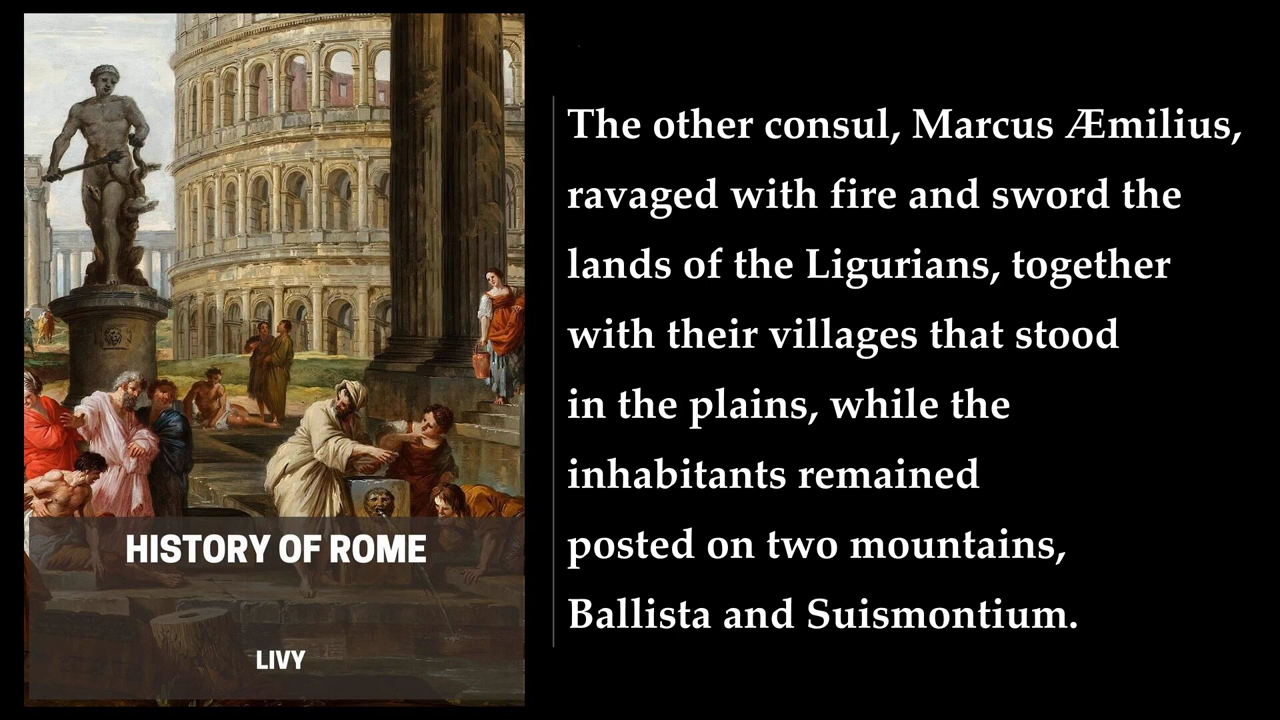 HISTORY OF ROME
LIVY
The other consul, Marcus Æmilius,
ravaged with fire and sword the
lands of the Ligurians, together
with their villages that stood
in the plains, while the
inhabitants remained
posted on two mountains,
Ballista and Suismontium.